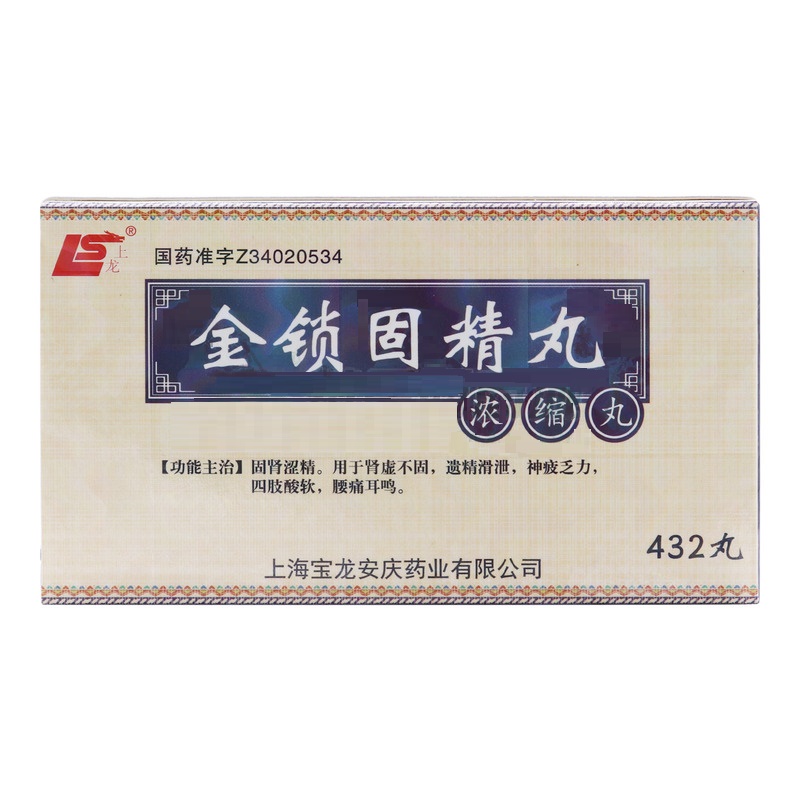 LS上龙®
国药准字Z34020534
金锁固精丸
浓缩丸
【功能主治】固肾涩精。用于肾虚不固，遗精滑泄，神疲乏力，
四肢酸软，腰痛耳鸣。
432丸
上海宝龙安庆药业有限公司